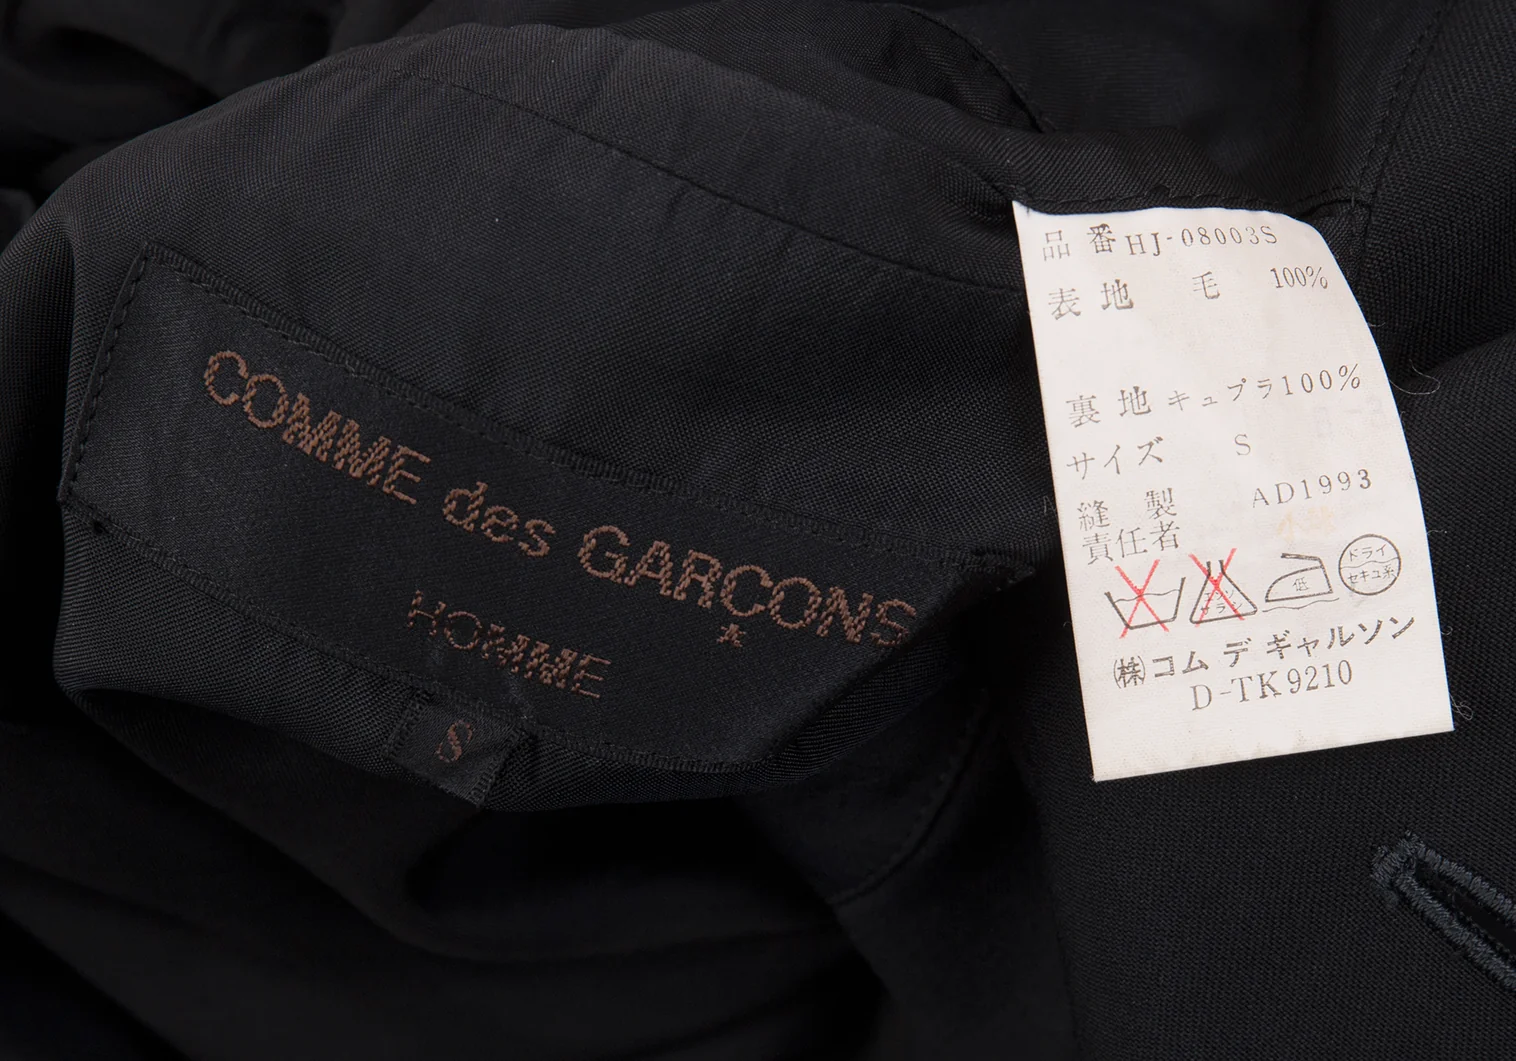 COMME des GARÇONS
HOMME
S
品番 HJ-08003S
表地 毛 100%
裏地 キュプラ100%
サイズ S
縫製 AD1993
責任者
低
ドライ
セキユ系
㈱コム デ ギャルソン
D-TK9210